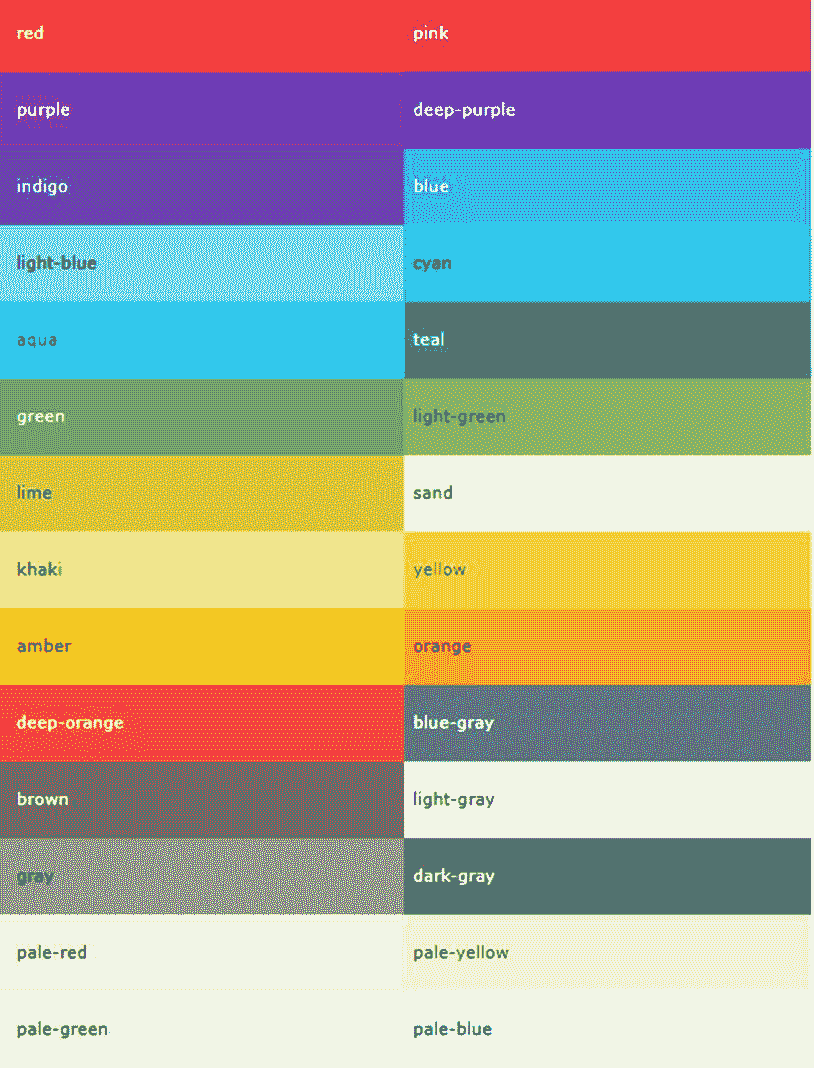 red pink
purple deep-purple
indigo blue
light-blue cyan
aqua teal
green light-green
lime sand
khaki yellow
amber orange
deep-orange blue-gray
brown light-gray
gray dark-gray
pale-red pale-yellow
pale-green pale-blue